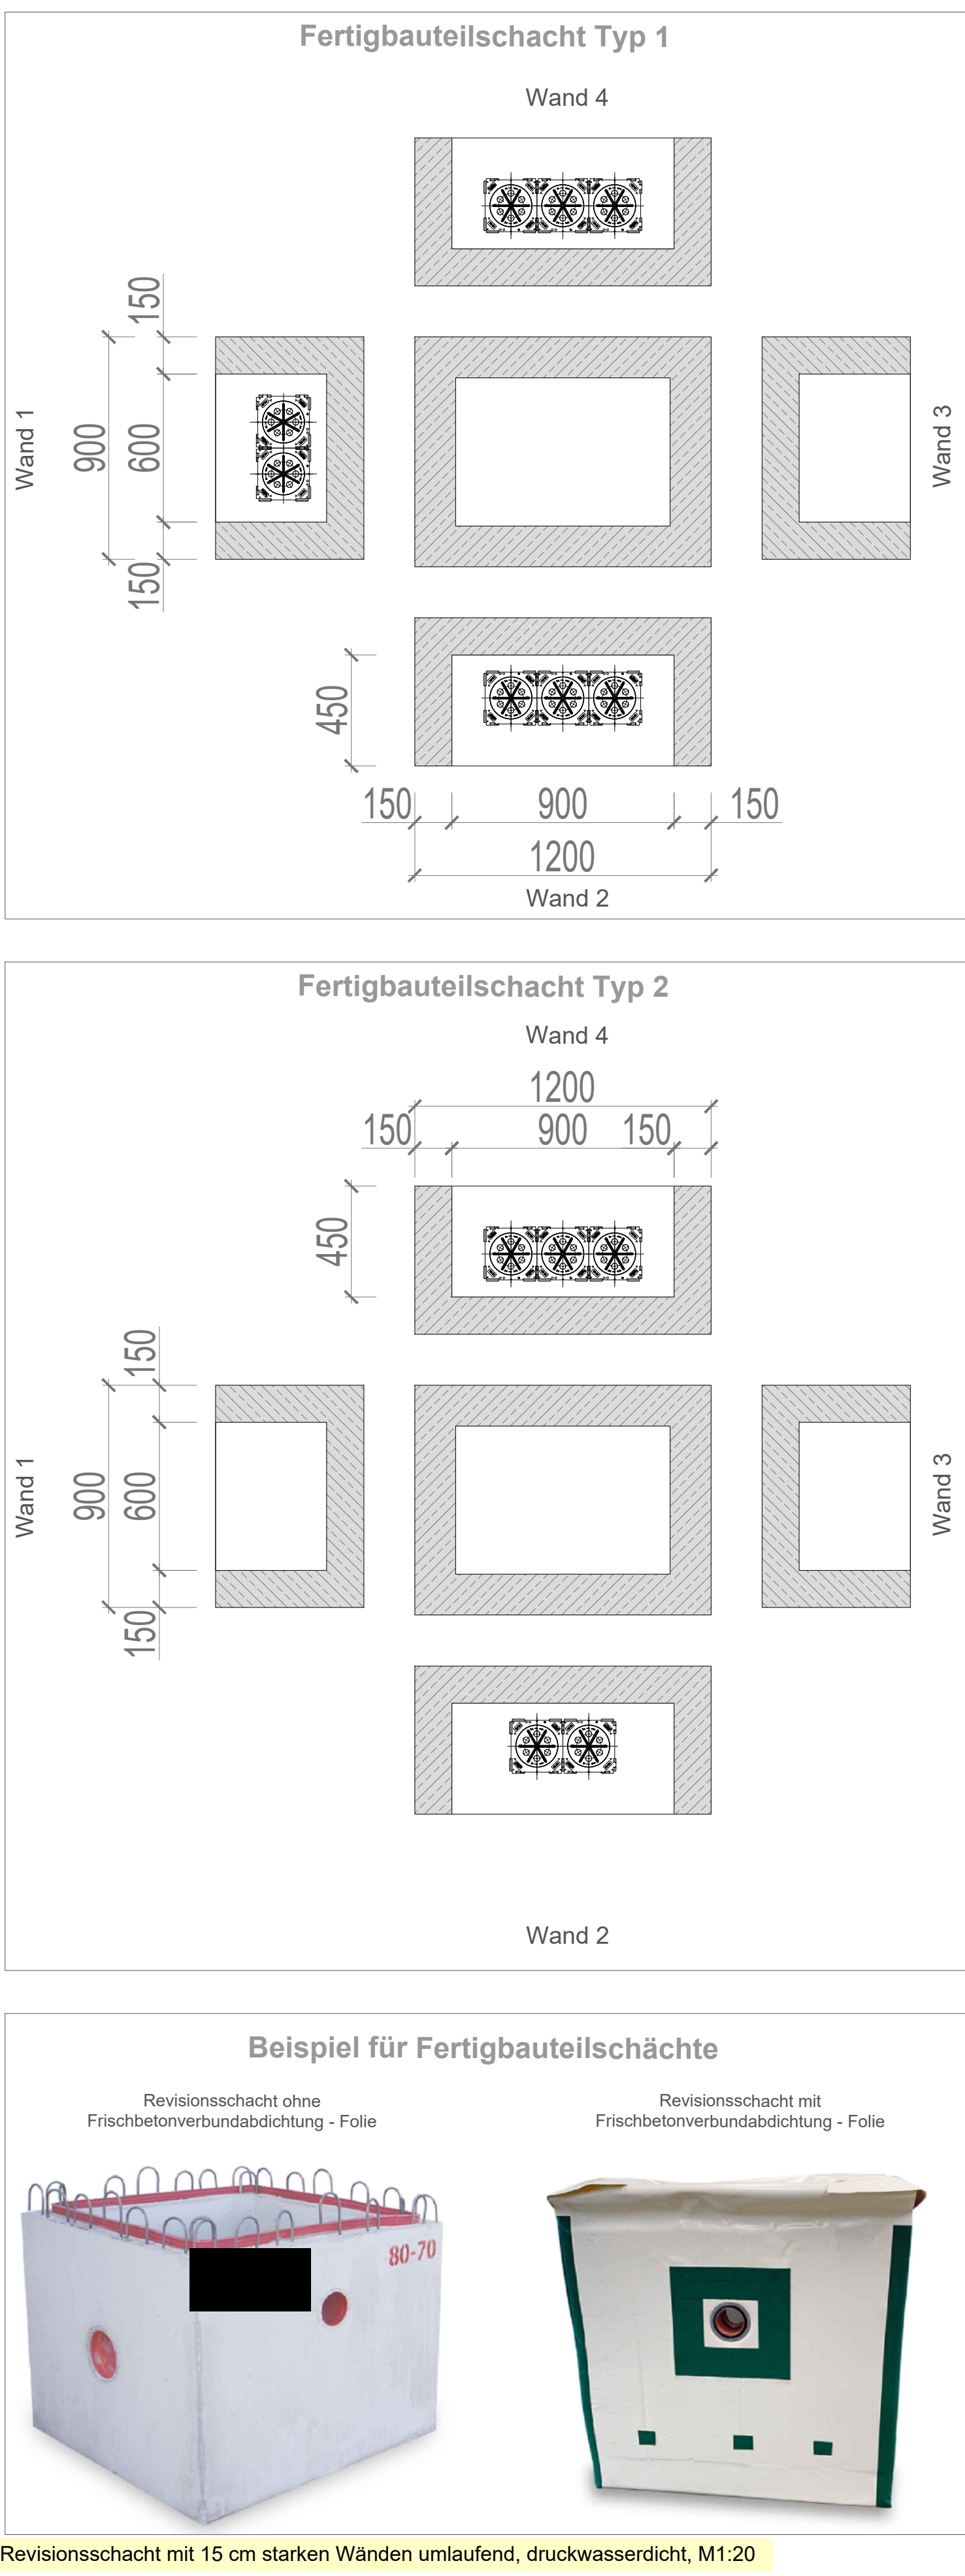 Fertigbauteilschacht Typ 1
Wand 4
150
900
600
150
Wand 1
Wand 3
450
150 900 150
1200
Wand 2
Fertigbauteilschacht Typ 2
Wand 4
1200
150 900 150
450
150
900
600
150
Wand 1
Wand 3
Wand 2
Beispiel für Fertigbauteilschächte
Revisionsschacht ohne
Frischbetonverbundabdichtung - Folie
Revisionsschacht mit
Frischbetonverbundabdichtung - Folie
80-70
Revisionsschacht mit 15 cm starken Wänden umlaufend, druckwasserdicht, M1:20